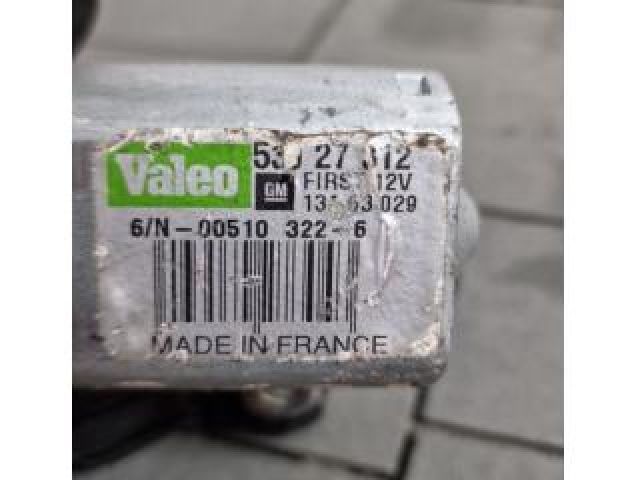 Valeo
GM
FIRST 12V
6/N-00510 322-6
MADE IN FRANCE